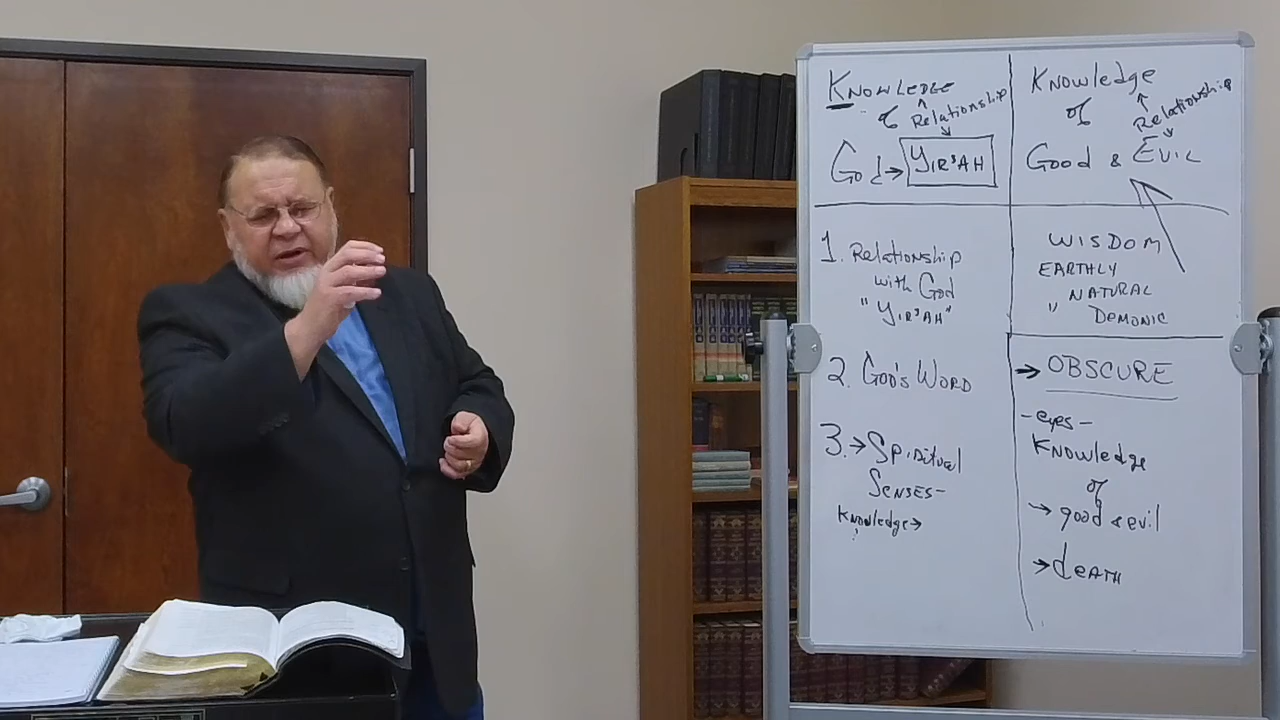 Knowledge
of Relationship
God → Yir'ah
1. Relationship
with God
"Yir'ah"
2. God's Word
3. → Spiritual
Senses-
Knowledge →
Knowledge
of Relationship
Good & Evil
WISDOM
EARTHLY
NATURAL
" DEMONIC
→ OBSCURE
-eyes-
Knowledge
of
→ good & evil
→ death